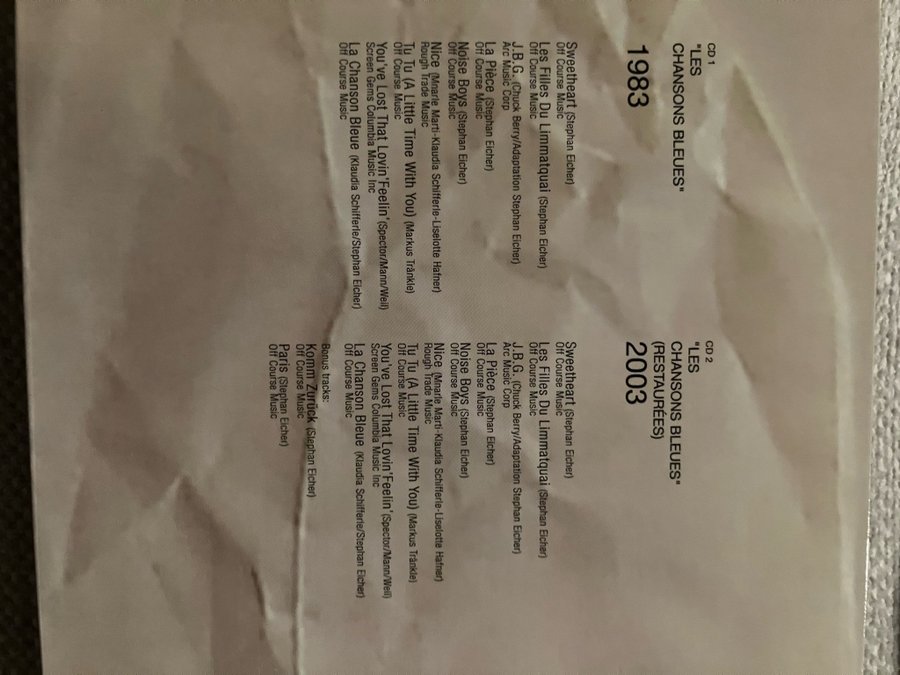 CD 1
"LES
CHANSONS BLEUES"
1983
Sweetheart (Stephan Eicher)
Off Course Music
Les Filles Du Limmatquai (Stephan Eicher)
Off Course Music
J.B.G. (Chuck Berry/Adaptation Stephan Eicher)
Arc Music Corp
La Pièce (Stephan Eicher)
Off Course Music
Noise Boys (Stephan Eicher)
Off Course Music
Nice (Mnarle Marti-Klaudia Schifferle-Liselotte Hafner)
Rough Trade Music
Tu Tu (A Little Time With You) (Markus Tränkle)
Off Course Music
You've Lost That Lovin'Feelin' (Spector/Mann/Weil)
Screen Gems Columbia Music Inc
La Chanson Bleue (Klaudia Schifferle/Stephan Eicher)
Off Course Music
CD 2
"LES
CHANSONS BLEUES"
(RESTAURÉES)
2003
Sweetheart (Stephan Eicher)
Off Course Music
Les Filles Du Limmatquai (Stephan Eicher)
Off Course Music
J.B.G. (Chuck Berry/Adaptation Stephan Eicher)
Arc Music Corp
La Pièce (Stephan Eicher)
Off Course Music
Noise Boys (Stephan Eicher)
Off Course Music
Nice (Mnarle Marti-Klaudia Schifferle-Liselotte Hafner)
Rough Trade Music
Tu Tu (A Little Time With You) (Markus Tränkle)
Off Course Music
You've Lost That Lovin'Feelin' (Spector/Mann/Weil)
Screen Gems Columbia Music Inc
La Chanson Bleue (Klaudia Schifferle/Stephan Eicher)
Off Course Music
Bonus tracks:
Komm' Zurück (Stephan Eicher)
Off Course Music
Paris (Stephan Eicher)
Off Course Music